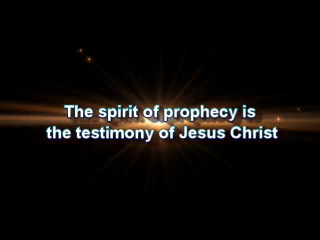 The spirit of prophecy is
the testimony of Jesus Christ